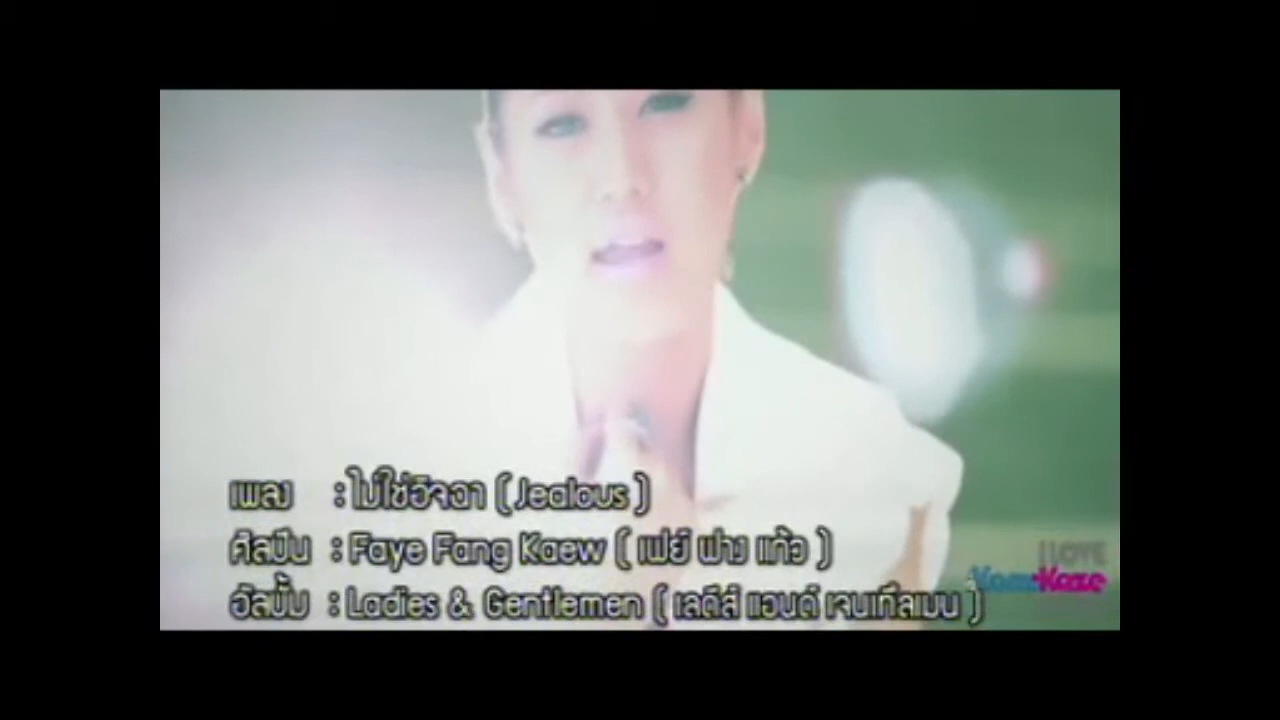 เพลง : ไม่ใช่อิจฉา ( Jealous )
ศิลปิน : Faye Fang Kaew ( เฟย์ ฟาง แก้ว )
I LOVE
Kami-Kaze
อัลบั้ม : Ladies & Gentlemen ( เลดีส์ แอนด์ เจนเทิลเมน )